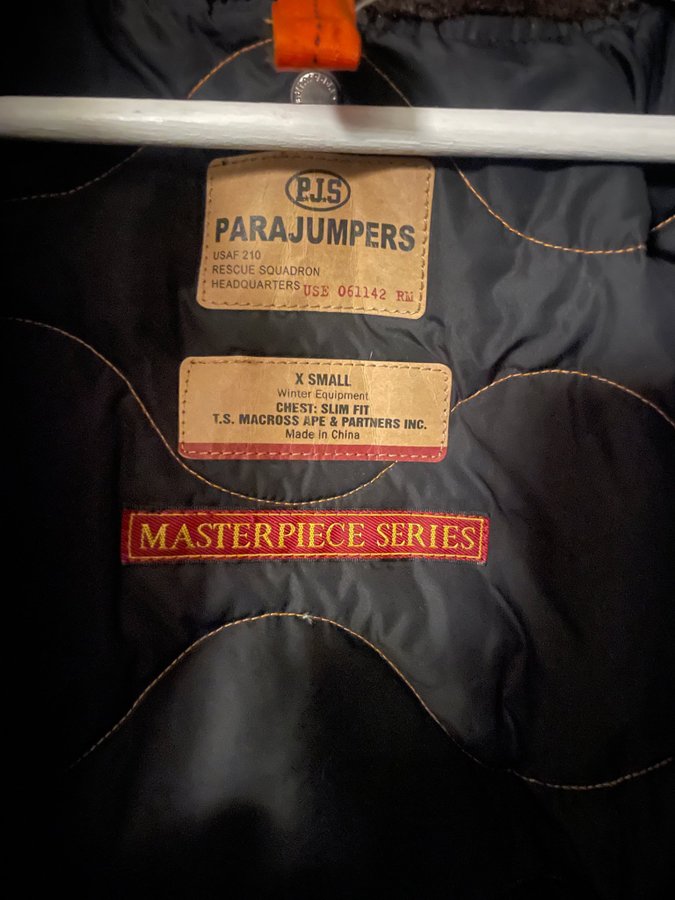 P.J.S
PARAJUMPERS
USAF 210
RESCUE SQUADRON
HEADQUARTERS USE 061142 RM
X SMALL
Winter Equipment
CHEST: SLIM FIT
T.S. MACROSS APE & PARTNERS INC.
Made in China
MASTERPIECE SERIES